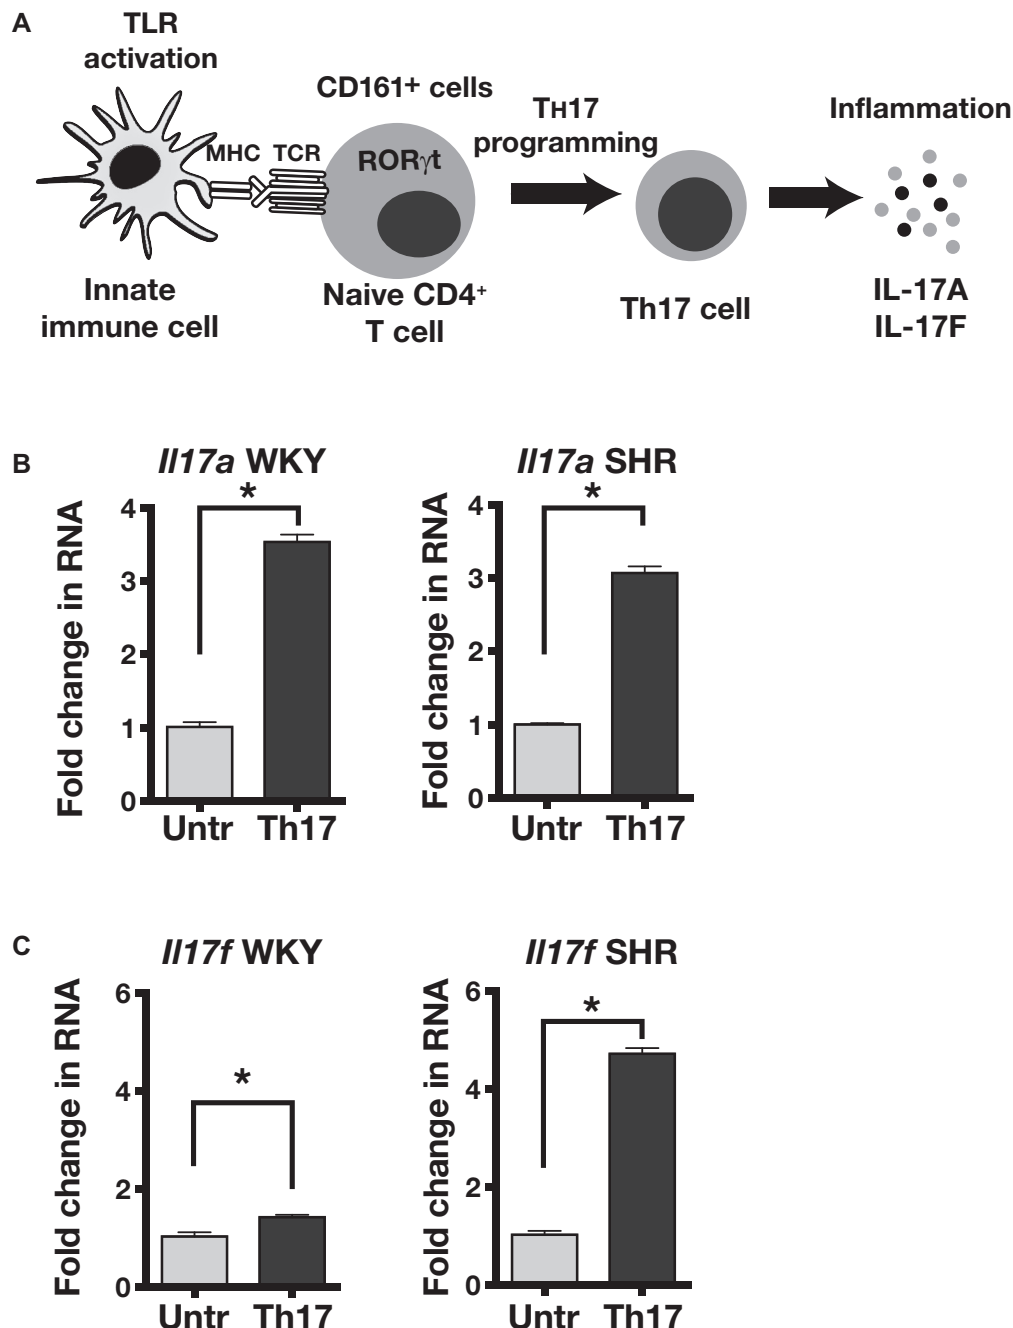 A
TLR
activation
CD161+ cells
TH17
programming
Inflammation
MHC TCR
RORγt
Innate
immune cell
Naive CD4+
T cell
Th17 cell
IL-17A
IL-17F
B
Il17a WKY
*
Fold change in RNA
4
3
2
1
0
Untr Th17
Il17a SHR
*
Fold change in RNA
4
3
2
1
0
Untr Th17
C
Il17f WKY
*
Fold change in RNA
6
4
2
0
Untr Th17
Il17f SHR
*
Fold change in RNA
6
4
2
0
Untr Th17